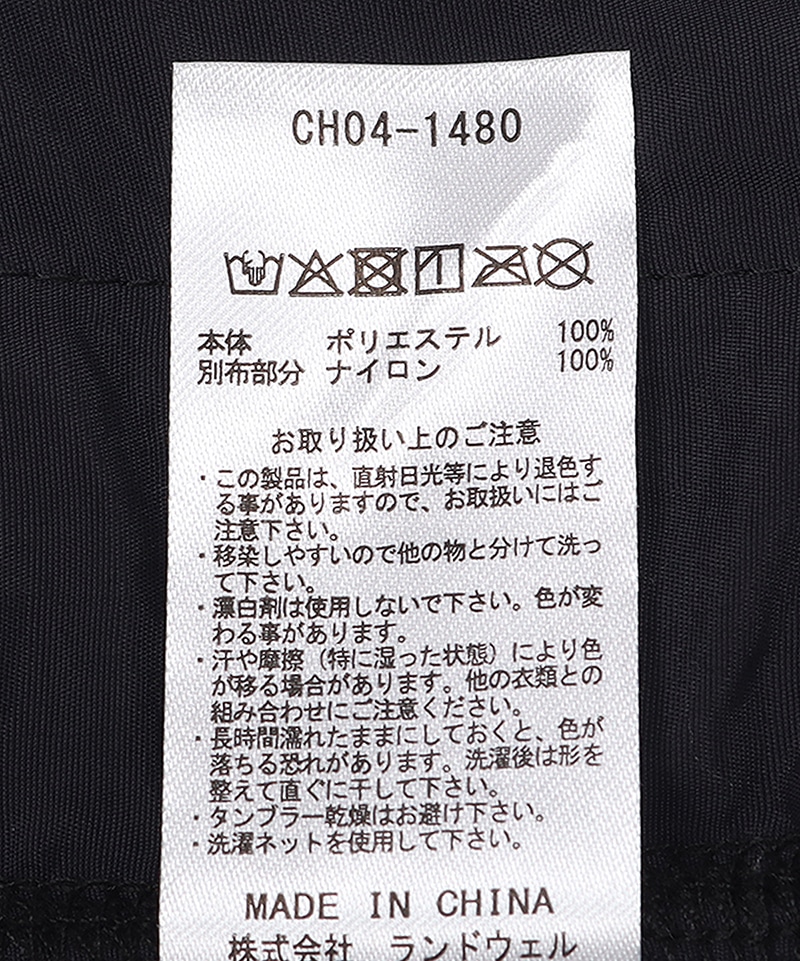 CH04-1480
本体 ポリエステル 100%
別布部分 ナイロン 100%
お取り扱い上のご注意
・この製品は、直射日光等により退色す
る事がありますので、お取扱いにはご
注意下さい。
・移染しやすいので他の物と分けて洗っ
て下さい。
・漂白剤は使用しないで下さい。色が変
わる事があります。
・汗や摩擦（特に湿った状態）により色
が移る場合があります。他の衣類との
組み合わせにご注意ください。
・長時間濡れたままにしておくと、色が
落ちる恐れがあります。洗濯後は形を
整えて直ぐに干して下さい。
・タンブラー乾燥はお避け下さい。
・洗濯ネットを使用して下さい。
MADE IN CHINA
株式会社 ランドウェル